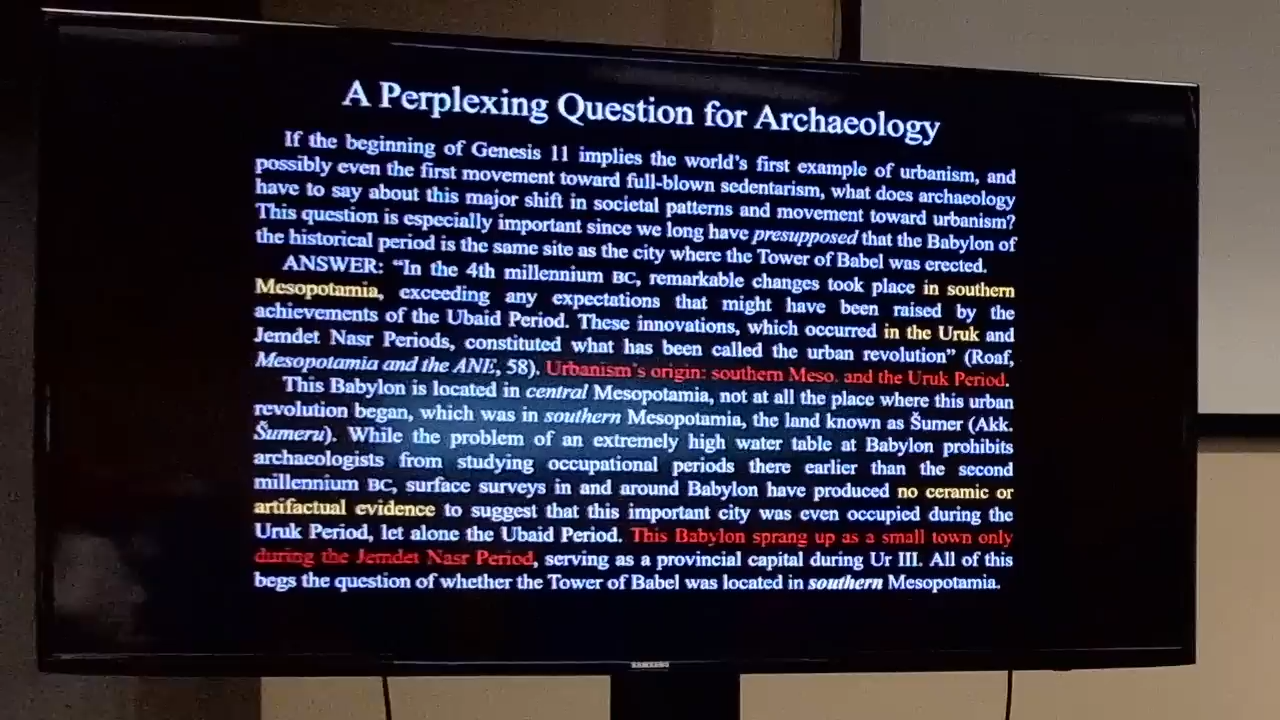 A Perplexing Question for Archaeology
If the beginning of Genesis 11 implies the world's first example of urbanism, and
possibly even the first movement toward full-blown sedentarism, what does archaeology
have to say about this major shift in societal patterns and movement toward urbanism?
This question is especially important since we long have presupposed that the Babylon of
the historical period is the same site as the city where the Tower of Babel was erected.
ANSWER: “In the 4th millennium BC, remarkable changes took place in southern
Mesopotamia, exceeding any expectations that might have been raised by the
achievements of the Ubaid Period. These innovations, which occurred in the Uruk and
Jemdet Nasr Periods, constituted what has been called the urban revolution” (Roaf,
Mesopotamia and the ANE, 58). Urbanism's origin: southern Meso. and the Uruk Period.
This Babylon is located in central Mesopotamia, not at all the place where this urban
revolution began, which was in southern Mesopotamia, the land known as Šumer (Akk.
Šumeru). While the problem of an extremely high water table at Babylon prohibits
archaeologists from studying occupational periods there earlier than the second
millennium BC, surface surveys in and around Babylon have produced no ceramic or
artifactual evidence to suggest that this important city was even occupied during the
Uruk Period, let alone the Ubaid Period. This Babylon sprang up as a small town only
during the Jemdet Nasr Period, serving as a provincial capital during Ur III. All of this
begs the question of whether the Tower of Babel was located in southern Mesopotamia.
SAMSUNG